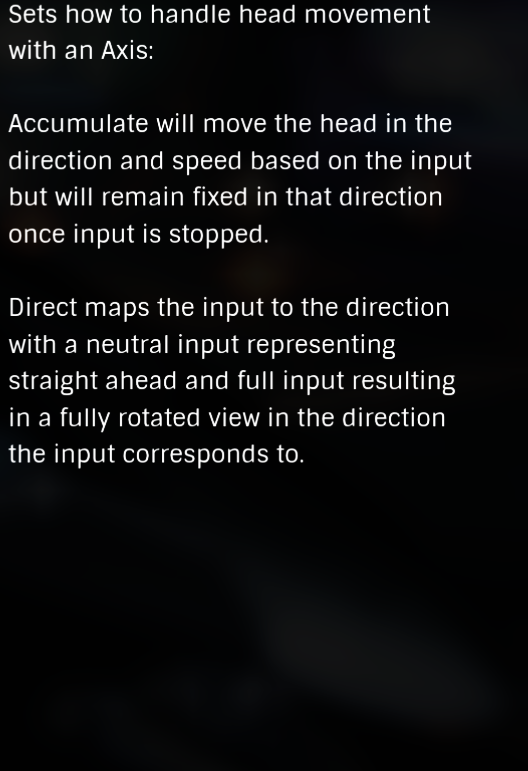 Sets how to handle head movement
with an Axis:
Accumulate will move the head in the
direction and speed based on the input
but will remain fixed in that direction
once input is stopped.
Direct maps the input to the direction
with a neutral input representing
straight ahead and full input resulting
in a fully rotated view in the direction
the input corresponds to.